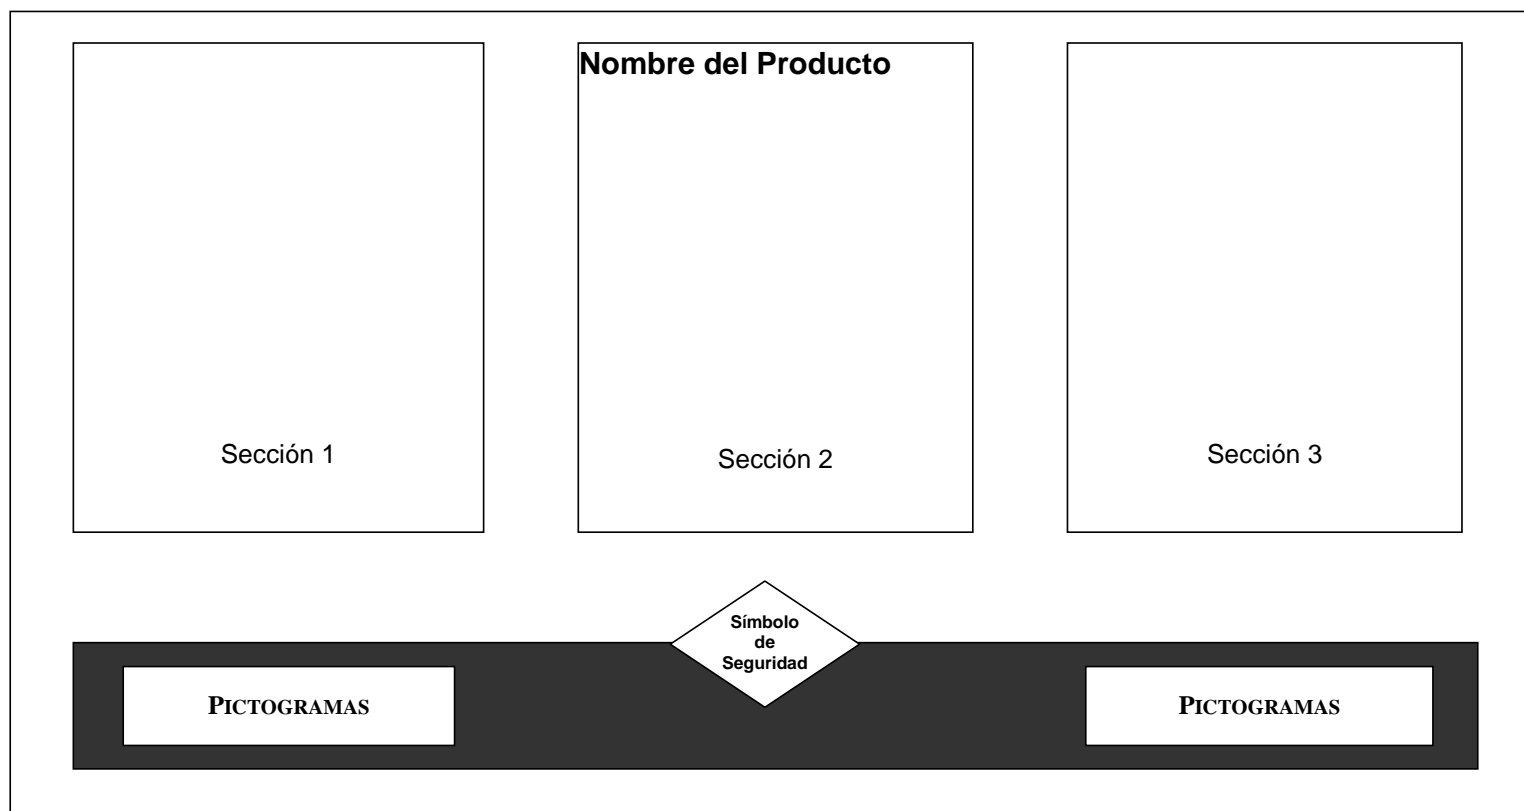 Nombre del Producto
Sección 1
Sección 2
Sección 3
Símbolo
de
Seguridad
PICTOGRAMAS
PICTOGRAMAS